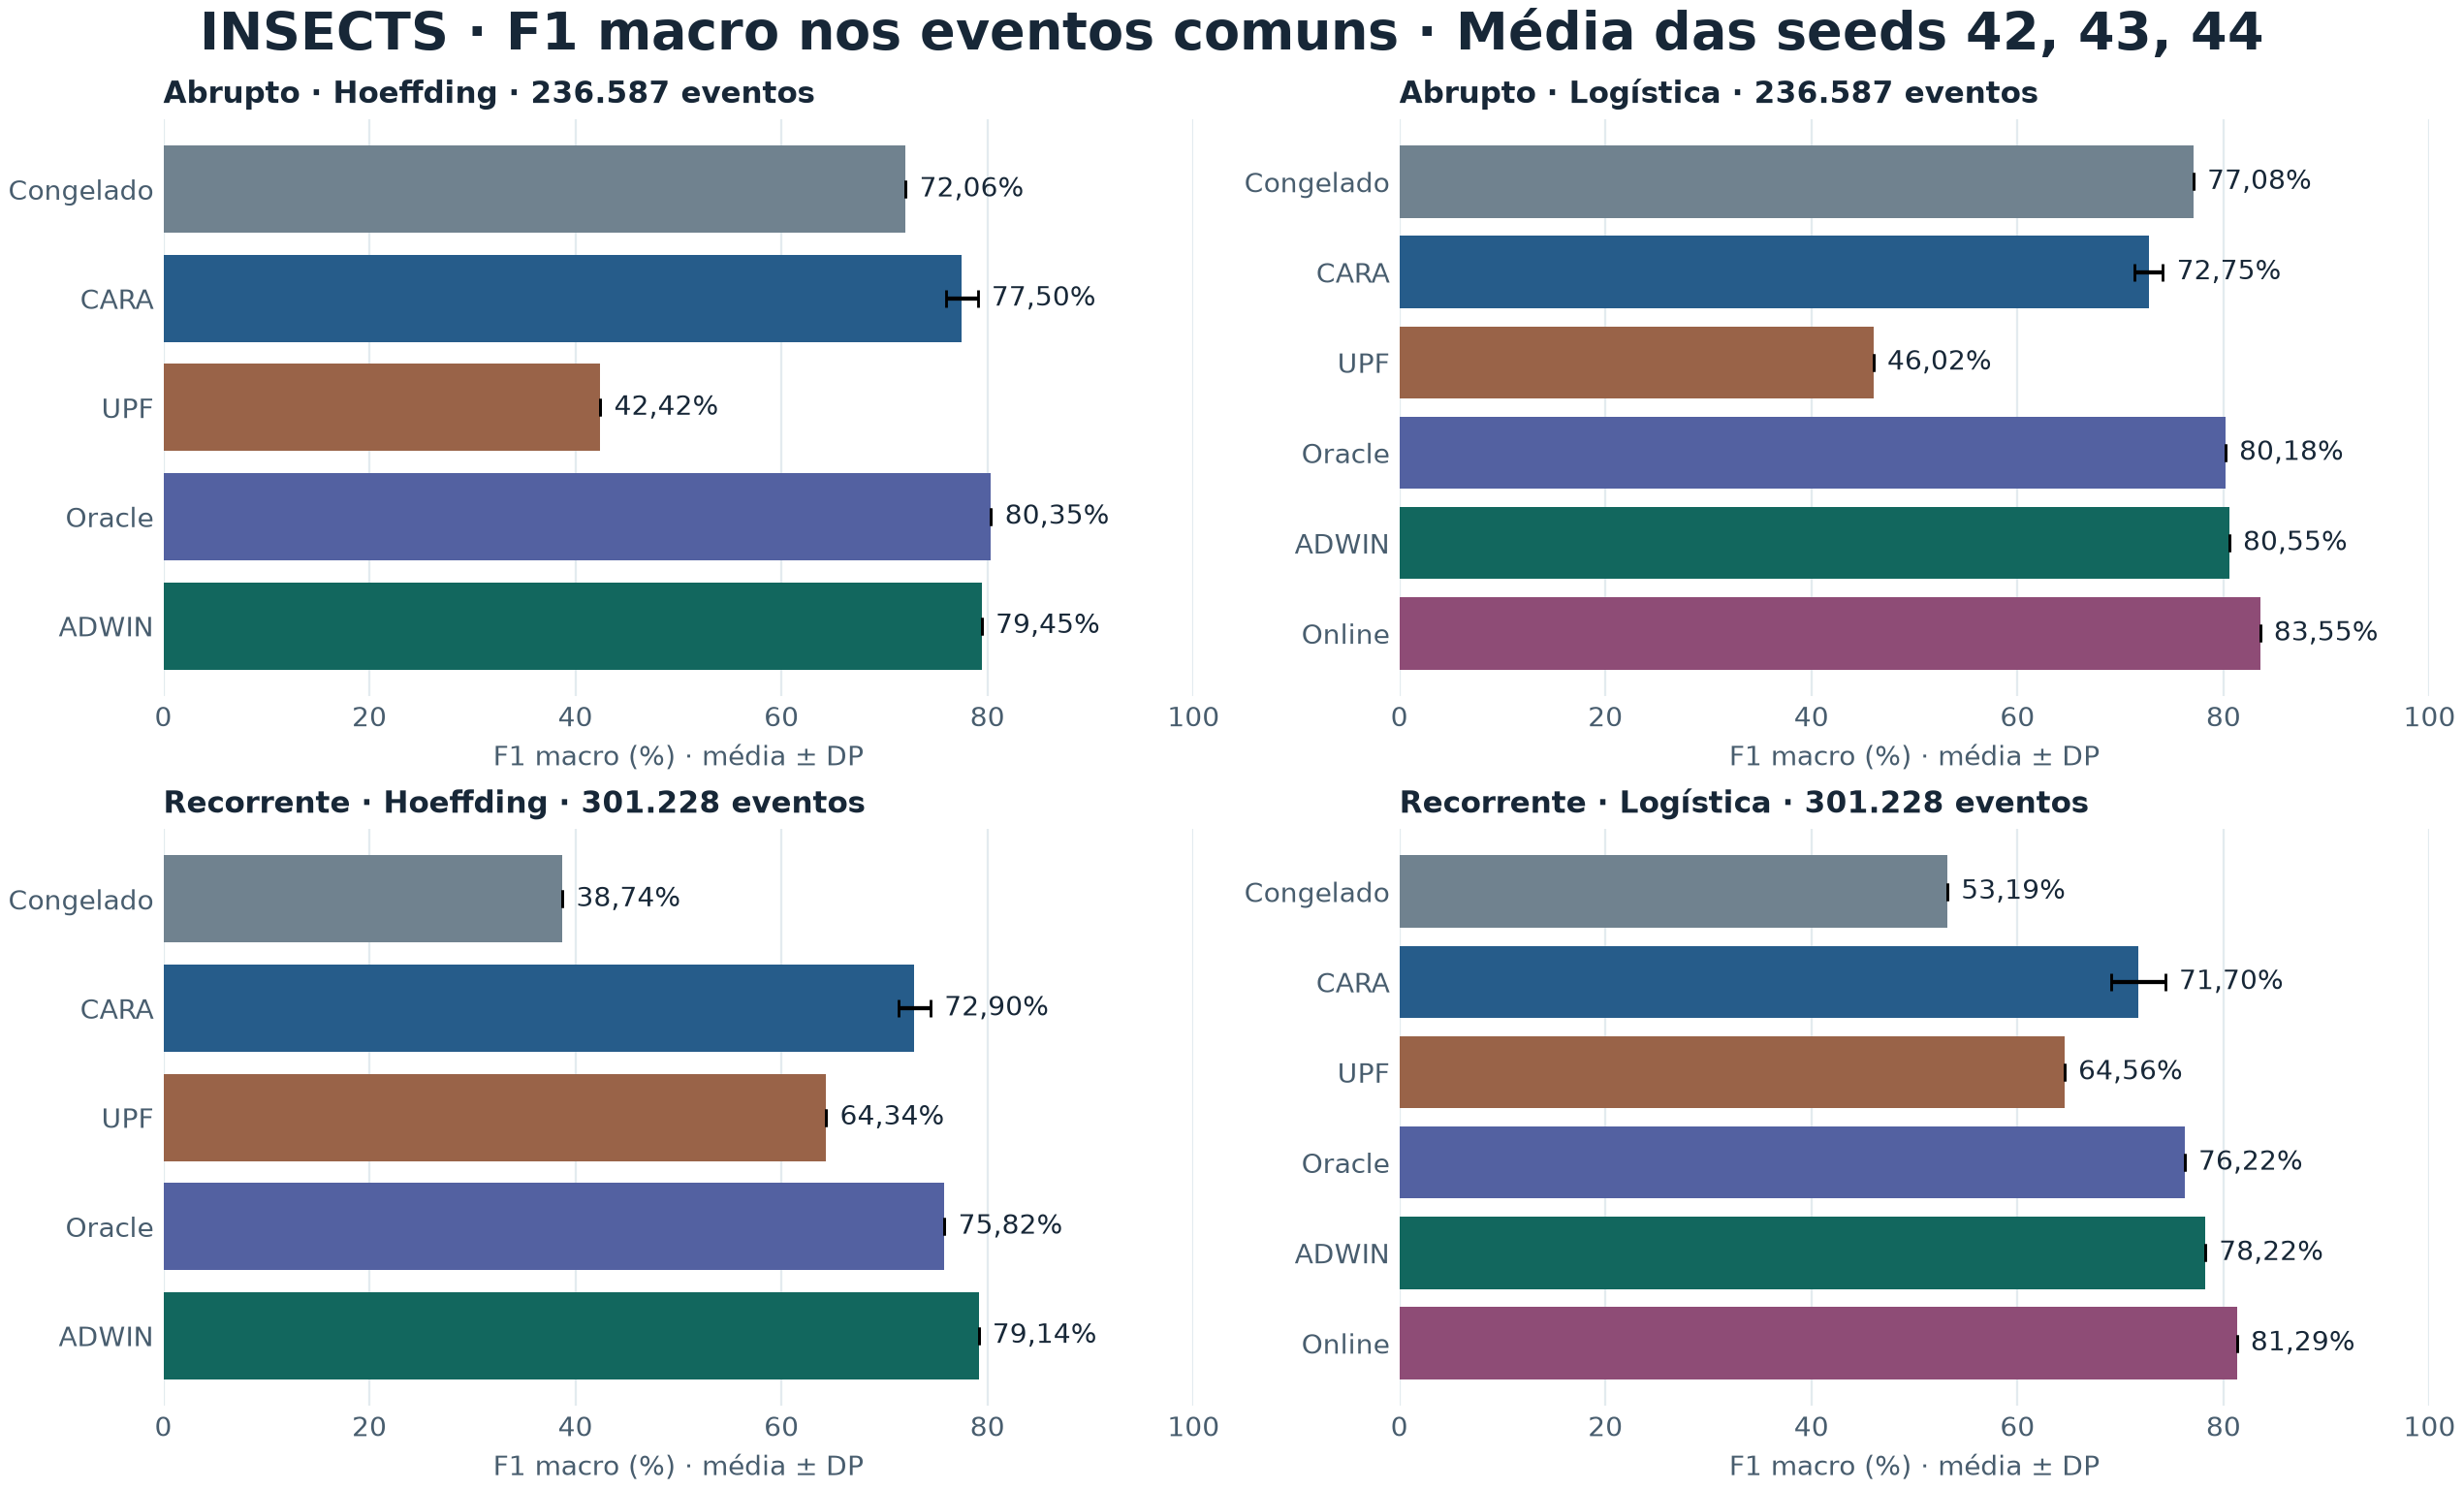 INSECTS · F1 macro nos eventos comuns · Média das seeds 42, 43, 44
Abrupto · Hoeffding · 236.587 eventos
Congelado
72,06%
CARA
77,50%
UPF
42,42%
Oracle
80,35%
ADWIN
79,45%
0 20 40 60 80 100
F1 macro (%) · média ± DP
Abrupto · Logística · 236.587 eventos
Congelado
77,08%
CARA
72,75%
UPF
46,02%
Oracle
80,18%
ADWIN
80,55%
Online
83,55%
0 20 40 60 80 100
F1 macro (%) · média ± DP
Recorrente · Hoeffding · 301.228 eventos
Congelado
38,74%
CARA
72,90%
UPF
64,34%
Oracle
75,82%
ADWIN
79,14%
0 20 40 60 80 100
F1 macro (%) · média ± DP
Recorrente · Logística · 301.228 eventos
Congelado
53,19%
CARA
71,70%
UPF
64,56%
Oracle
76,22%
ADWIN
78,22%
Online
81,29%
0 20 40 60 80 100
F1 macro (%) · média ± DP